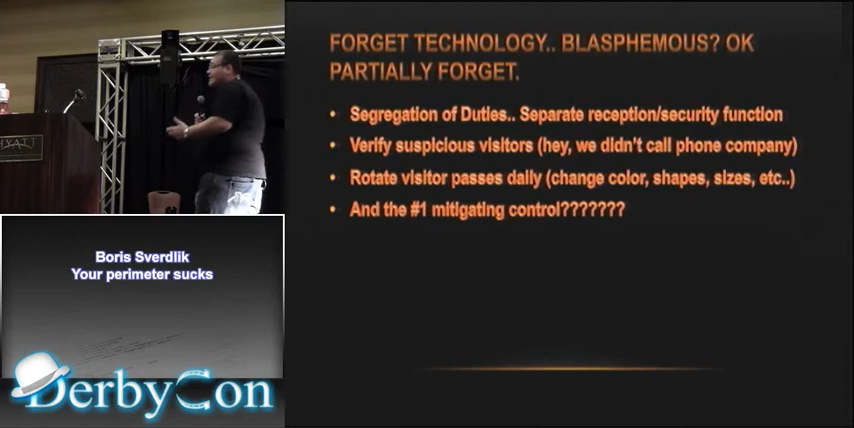 HYATT
Boris Sverdlik
Your perimeter sucks
DerbyCon
FORGET TECHNOLOGY.. BLASPHEMOUS? OK
PARTIALLY FORGET.
• Segregation of Duties.. Separate reception/security function
• Verify suspicious visitors (hey, we didn't call phone company)
• Rotate visitor passes daily (change color, shapes, sizes, etc..)
• And the #1 mitigating control???????